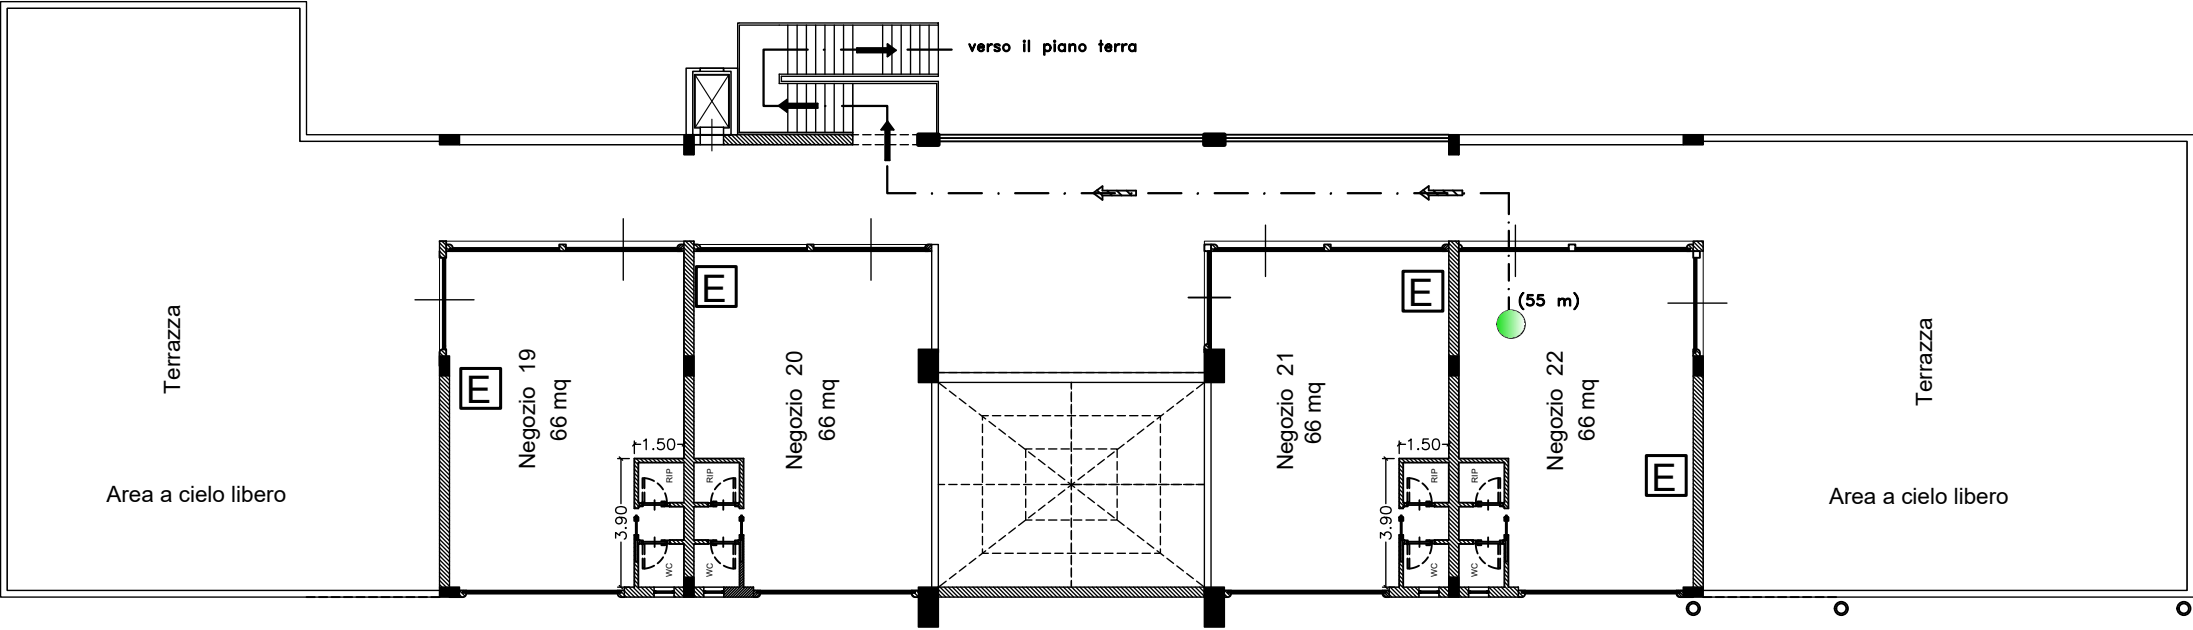 verso il piano terra
E
E
(55 m)
Terrazza
Negozio 19
66 mq
E
Negozio 20
66 mq
Negozio 21
66 mq
Negozio 22
66 mq
Terrazza
1.50
1.50
E
E
RIP
RIP
RIP
RIP
Area a cielo libero
Area a cielo libero
3.90
3.90
WC
WC
WC
WC